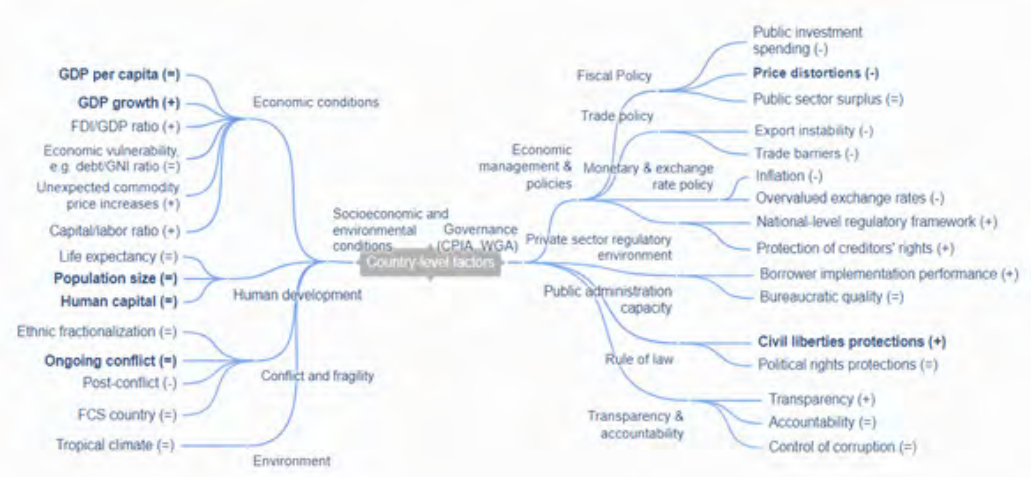 GDP per capita (=)
GDP growth (+)
FDI/GDP ratio (+)
Economic vulnerability,
e.g. debt/GNI ratio (=)
Unexpected commodity
price increases (+)
Capital/labor ratio (+)
Economic conditions
Life expectancy (=)
Population size (=)
Human capital (=)
Human development
Ethnic fractionalization (=)
Ongoing conflict (=)
Post-conflict (-)
FCS country (=)
Conflict and fragility
Tropical climate (=)
Environment
Socioeconomic and
environmental
conditions
Country-level factors
Governance
(CPIA, WGA)
Economic
management &
policies
Fiscal Policy
Public investment
spending (-)
Price distortions (-)
Public sector surplus (=)
Trade policy
Export instability (-)
Trade barriers (-)
Monetary & exchange
rate policy
Inflation (-)
Overvalued exchange rates (-)
Private sector regulatory
environment
National-level regulatory framework (+)
Protection of creditors' rights (+)
Public administration
capacity
Borrower implementation performance (+)
Bureaucratic quality (=)
Rule of law
Civil liberties protections (+)
Political rights protections (=)
Transparency &
accountability
Transparency (+)
Accountability (=)
Control of corruption (=)